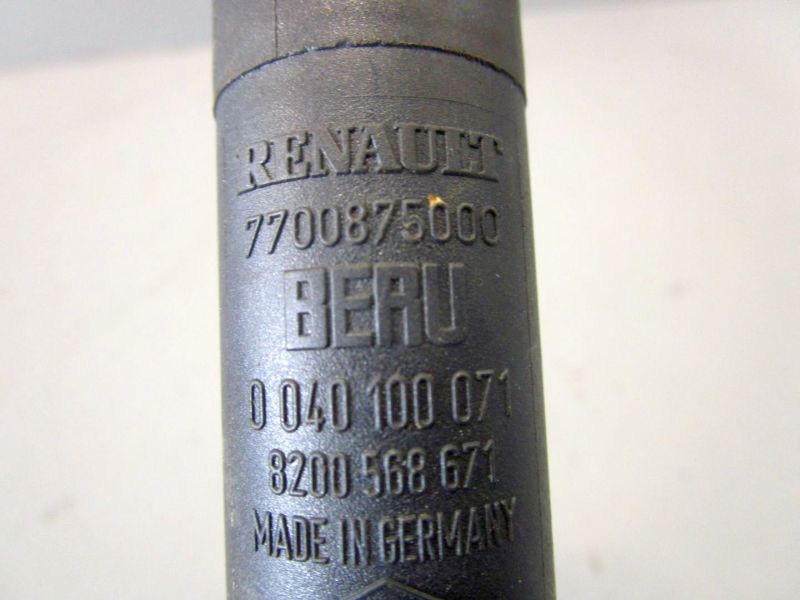 RENAULT
7700875000
BERU
0 040 100 071
8200 568 671
MADE IN GERMANY